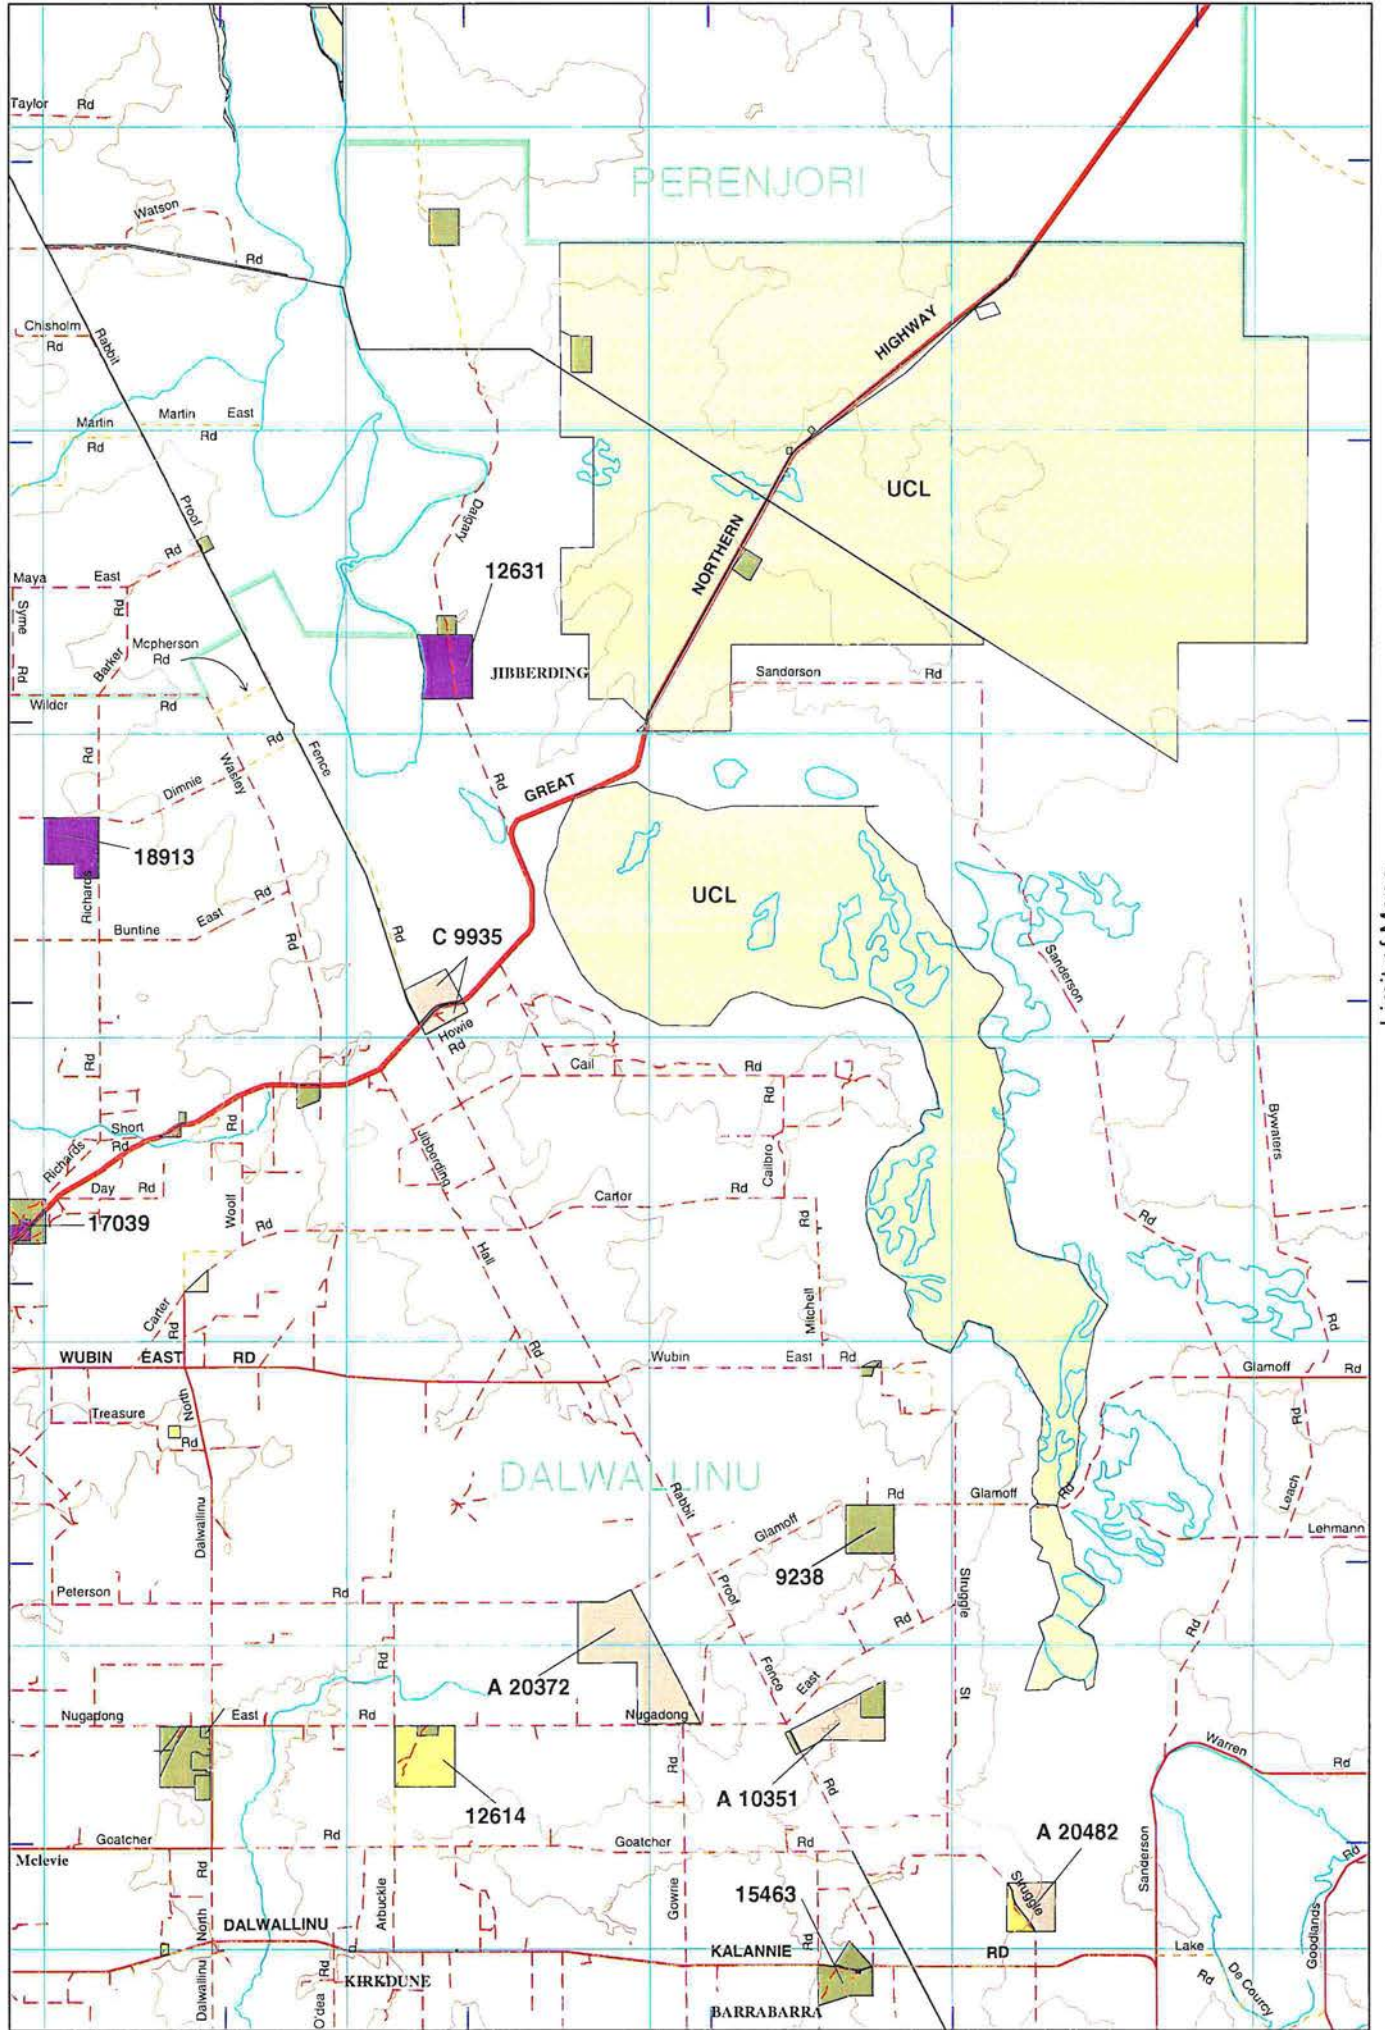 Taylor Rd
PERENJORI
Watson
Rd
HIGHWAY
Chisholm
Rd
Rabbit
Martin East
Martin
Rd
Rd
UCL
Proof
Dalgary
NORTHERN
Rd
12631
Maya East
Syme
Rd
Mcpherson
Rd
Barker
Rd
JIBBERDING
Sanderson Rd
Wilder Rd
Rd
Rd
Fence
Wasley
Dimnie
Rd
GREAT
18913
Richards
UCL
East Rd
Buntine
Rd
Rd
C 9935
Sanderson
Howie
Rd
Rd
Cail Rd
Rd
Bywaters
Short
Rd
Rd
Richards
Jibberding
Callbro
Day Rd
Carter Rd
17039
Woolf
Rd
Rd
Rd
Hall
Carter
Rd
Mitchell
Rd
Rd
WUBIN EAST RD
Wubin East Rd
Glamoff Rd
North
Treasure
Rd
Rd
DALWALLINU
Rabbit
Glamoff
Rd
Glamoff
Rd
Leach
Dalwallinu
Lehmann
9238
Peterson Rd
Proof
Struggle
Rd
Rd
Rd
A 20372
Fence
East
St
Nugadong East Rd
Nugadong
Warren
Rd
Rd
A 10351
Rd
12614
Goatcher Rd
Goatcher Rd
A 20482
Mclevie
Rd
Sanderson
Rd
15463
Struggle
Arbuckle
Gowrie
DALWALLINU
North
Rd
KALANNIE RD
Lake
Rd
Goodlands
De Courcy
KIRKDUNE
Rd
O'dea
Dalwallinu
BARRABARRA